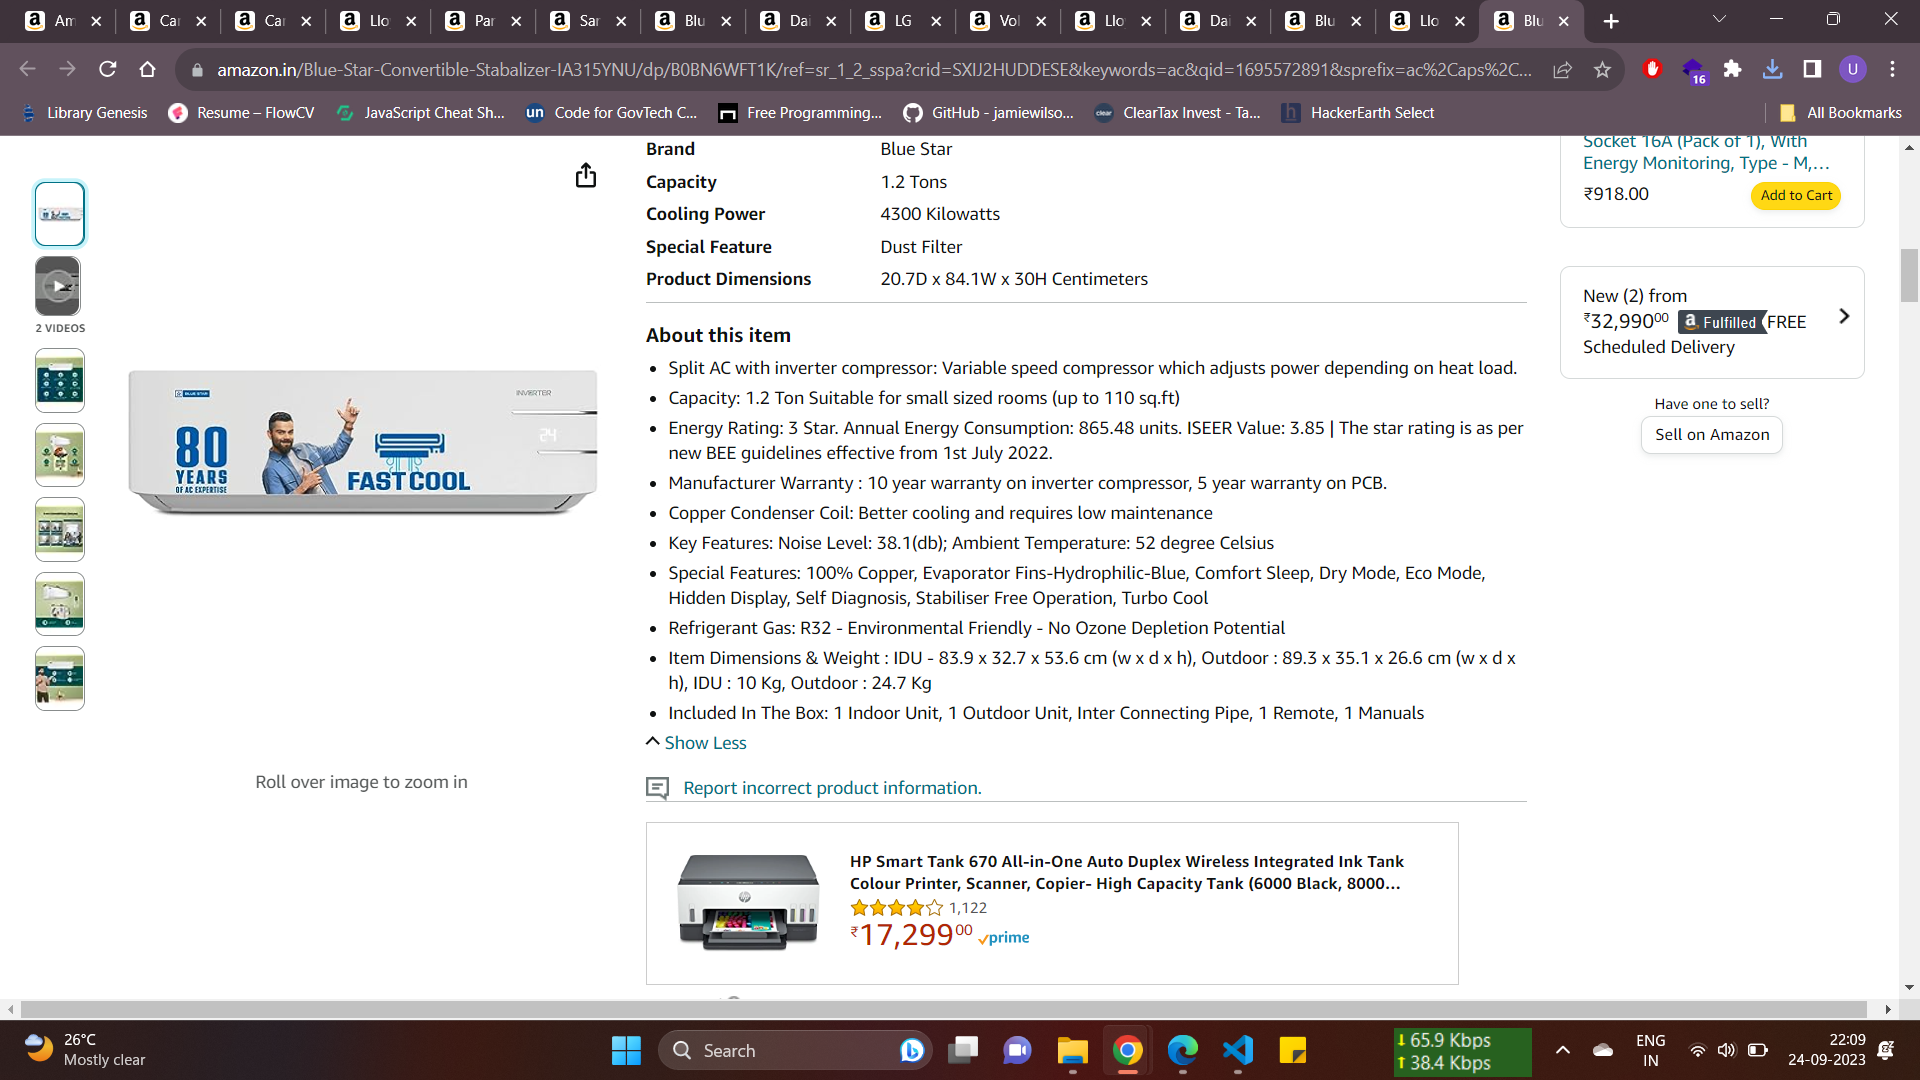 Am
Car
Car
Llo
Par
Sar
Blu
Dai
LG
Vol
Llo
Dai
Blu
Llo
Blu
amazon.in/Blue-Star-Convertible-Stabalizer-IA315YNU/dp/B0BN6WFT1K/ref=sr_1_2_sspa?crid=SXIJ2HUDDESE&keywords=ac&qid=1695572891&sprefix=ac%2Caps%2C...
16
U
Library Genesis
Resume – FlowCV
JavaScript Cheat Sh...
un
Code for GovTech C...
Free Programming...
GitHub - jamiewilso...
clear
ClearTax Invest - Ta...
h
HackerEarth Select
All Bookmarks
2 VIDEOS
BLUE STAR
INVERTER
24
80
YEARS
OF AC EXPERTISE
FAST COOL
Roll over image to zoom in
Brand Blue Star
Capacity 1.2 Tons
Cooling Power 4300 Kilowatts
Special Feature Dust Filter
Product Dimensions 20.7D x 84.1W x 30H Centimeters
About this item
• Split AC with inverter compressor: Variable speed compressor which adjusts power depending on heat load.
• Capacity: 1.2 Ton Suitable for small sized rooms (up to 110 sq.ft)
• Energy Rating: 3 Star. Annual Energy Consumption: 865.48 units. ISEER Value: 3.85 | The star rating is as per
new BEE guidelines effective from 1st July 2022.
• Manufacturer Warranty : 10 year warranty on inverter compressor, 5 year warranty on PCB.
• Copper Condenser Coil: Better cooling and requires low maintenance
• Key Features: Noise Level: 38.1(db); Ambient Temperature: 52 degree Celsius
• Special Features: 100% Copper, Evaporator Fins-Hydrophilic-Blue, Comfort Sleep, Dry Mode, Eco Mode,
Hidden Display, Self Diagnosis, Stabiliser Free Operation, Turbo Cool
• Refrigerant Gas: R32 - Environmental Friendly - No Ozone Depletion Potential
• Item Dimensions & Weight : IDU - 83.9 x 32.7 x 53.6 cm (w x d x h), Outdoor : 89.3 x 35.1 x 26.6 cm (w x d x
h), IDU : 10 Kg, Outdoor : 24.7 Kg
• Included In The Box: 1 Indoor Unit, 1 Outdoor Unit, Inter Connecting Pipe, 1 Remote, 1 Manuals
Show Less
Report incorrect product information.
HP Smart Tank 670 All-in-One Auto Duplex Wireless Integrated Ink Tank
Colour Printer, Scanner, Copier- High Capacity Tank (6000 Black, 8000...
1,122
₹17,29900 prime
Socket 16A (Pack of 1), With
Energy Monitoring, Type - M,...
₹918.00 Add to Cart
New (2) from
₹32,99000 a Fulfilled FREE
Scheduled Delivery
Have one to sell?
Sell on Amazon
26°C
Mostly clear
Search
65.9 Kbps
38.4 Kbps
ENG
IN
22:09
24-09-2023